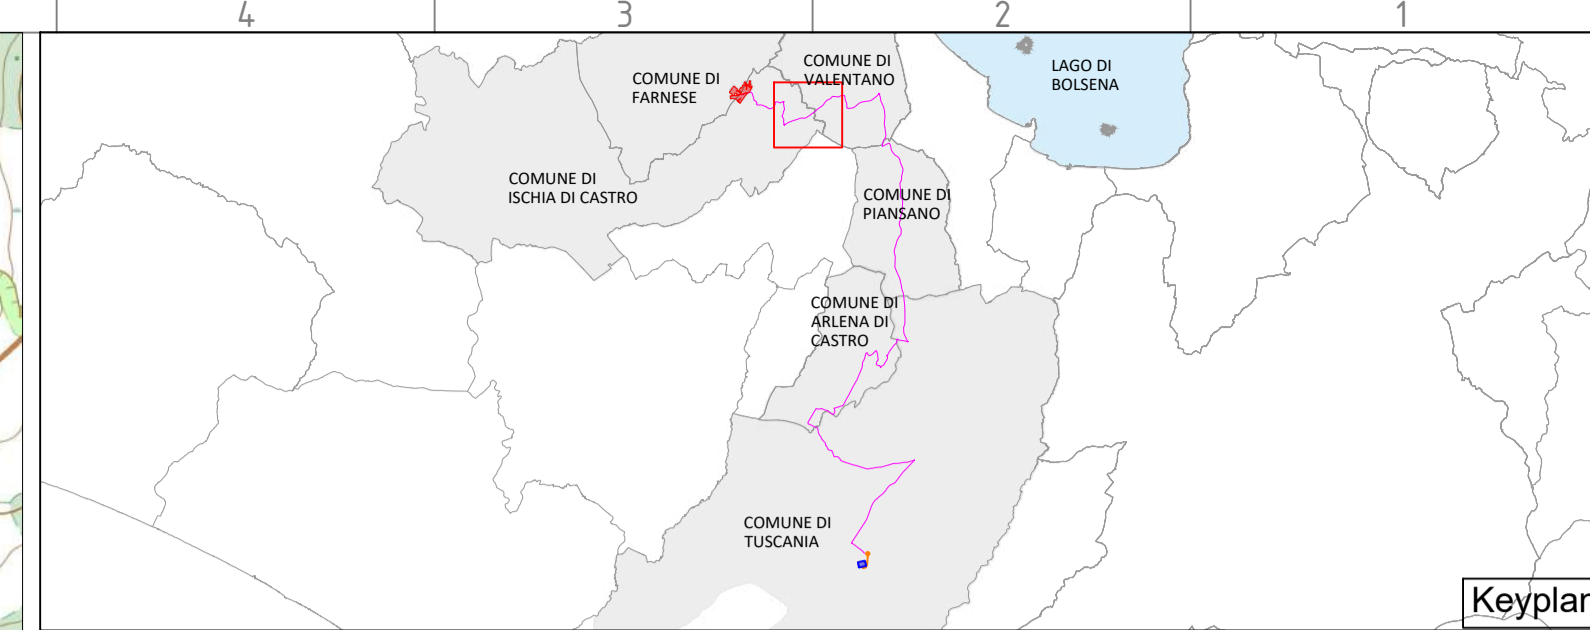 4
3
2
1
COMUNE DI
VALENTANO
LAGO DI
BOLSENA
COMUNE DI
FARNESE
COMUNE DI
ISCHIA DI CASTRO
COMUNE DI
PIANSANO
COMUNE DI
ARLENA DI
CASTRO
COMUNE DI
TUSCANIA
Keyplan